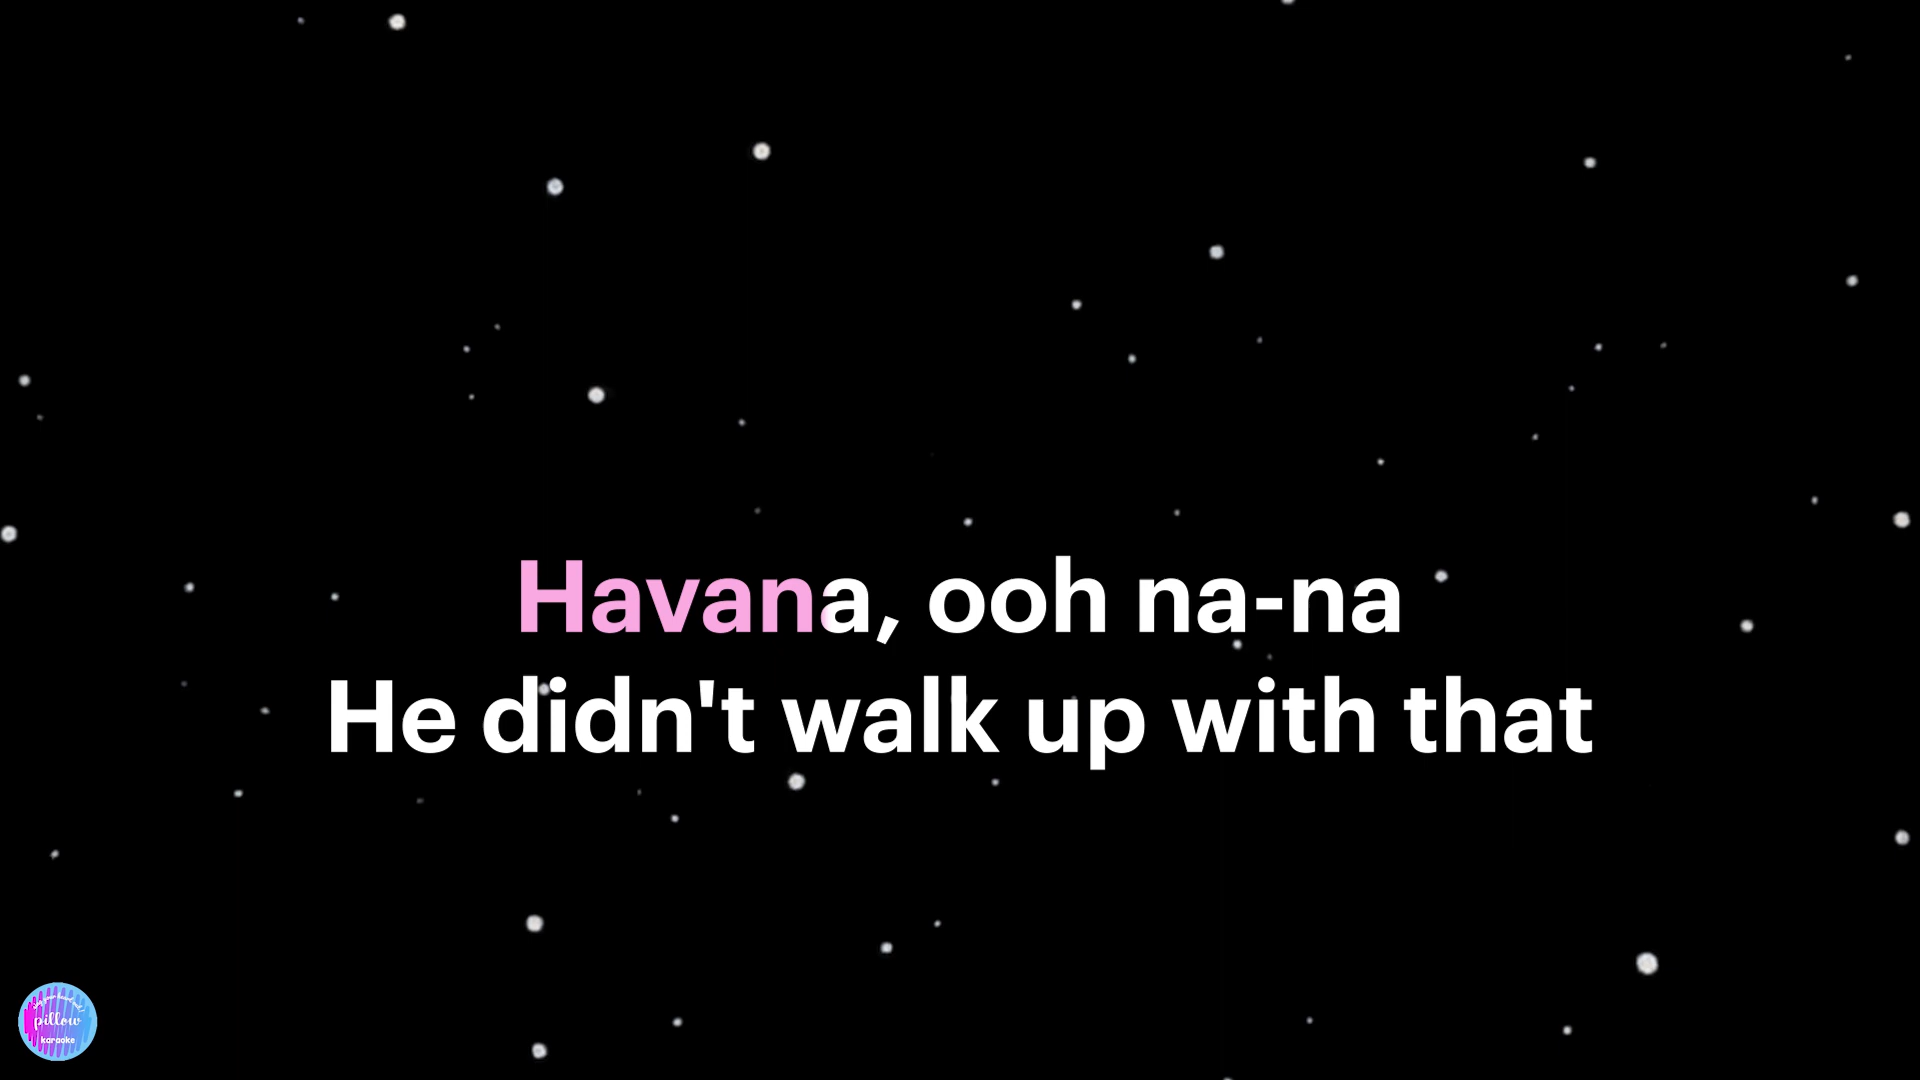 Havana, ooh na-na
He didn't walk up with that
pillow
karaoke